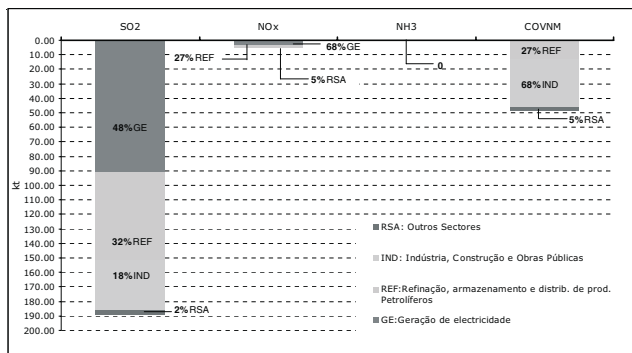 SO2 NOx NH3 COVNM
0.00
10.00
20.00
30.00
40.00
50.00
60.00
70.00
80.00
90.00
100.00
110.00
120.00
130.00
140.00
150.00
160.00
170.00
180.00
190.00
200.00
kt
48%GE
32%REF
18%IND
2%RSA
27%REF
68%GE
5%RSA
0
27%REF
68%IND
5%RSA
RSA: Outros Sectores
IND: Indústria, Construção e Obras Públicas
REF:Refinação, armazenamento e distrib. de prod.
Petrolíferos
GE:Geração de electricidade